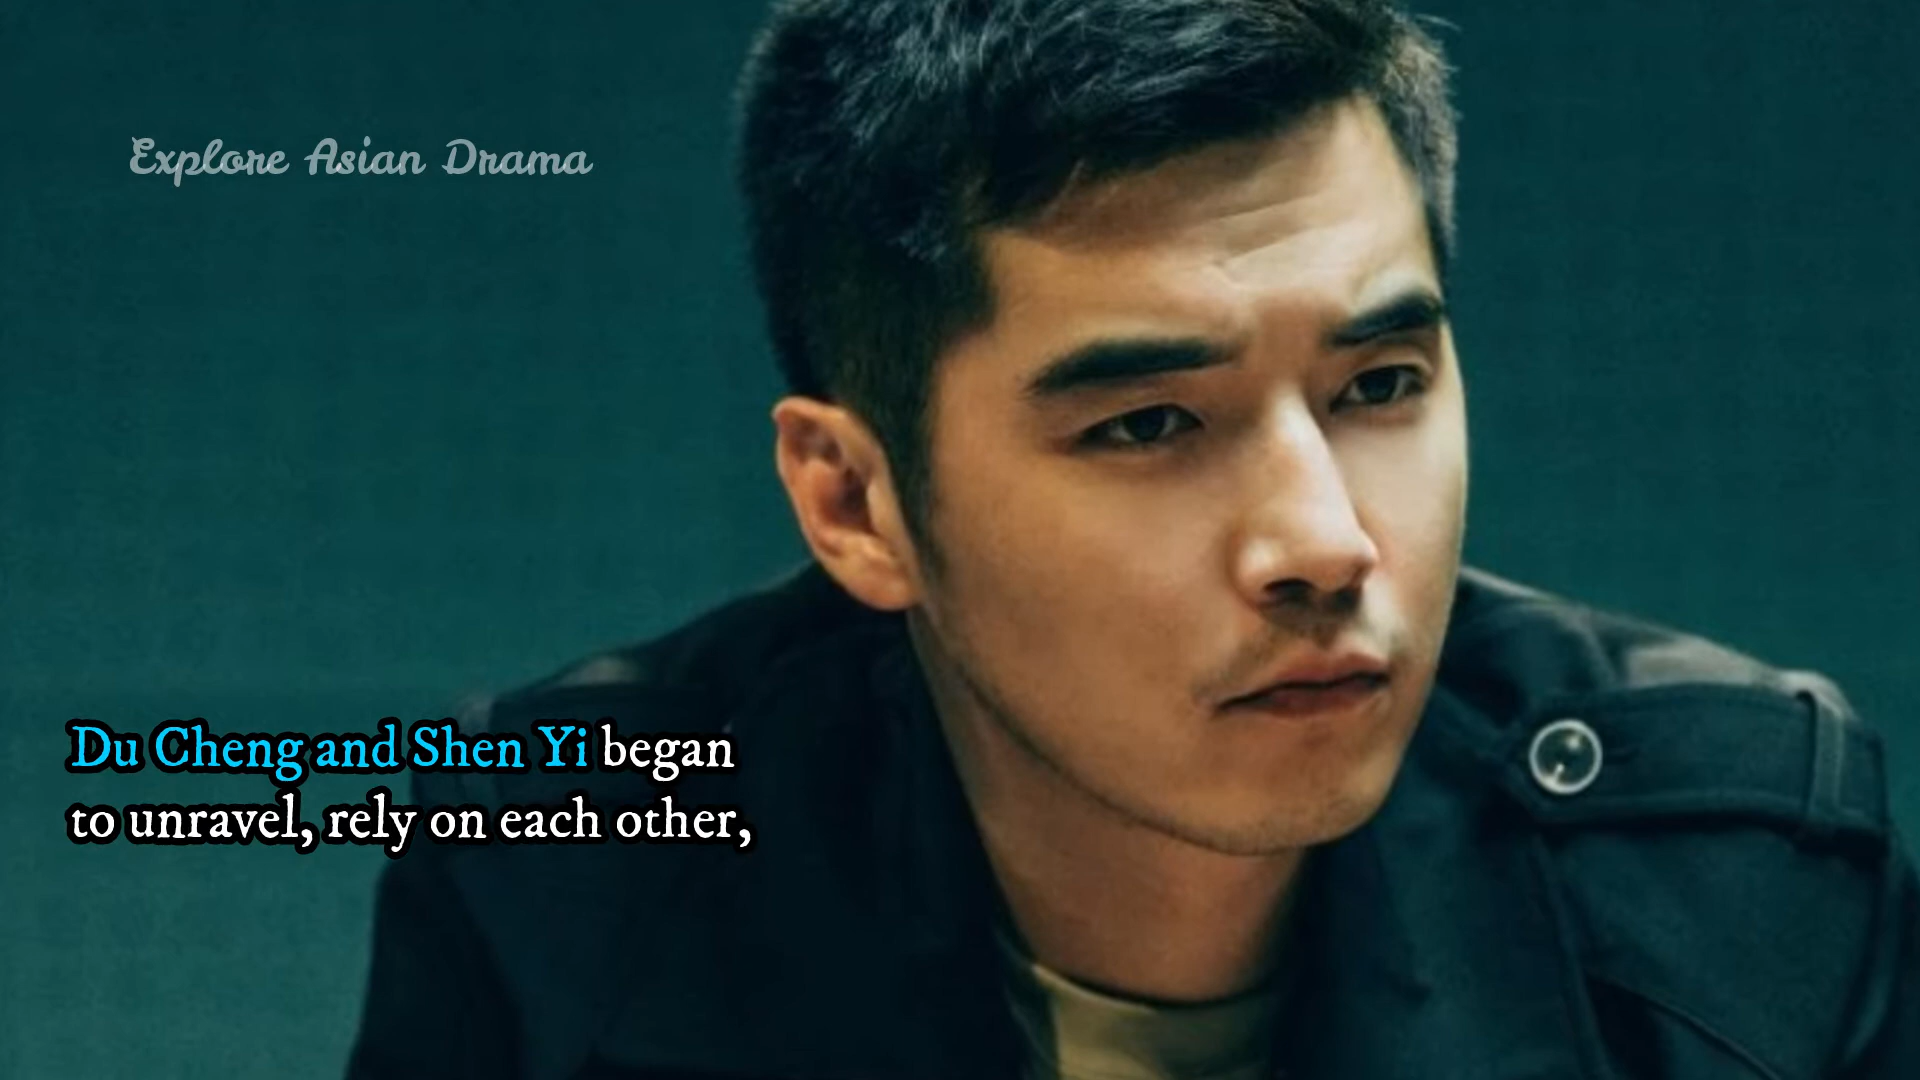 Explore Asian Drama
Du Cheng and Shen Yi began
to unravel, rely on each other,